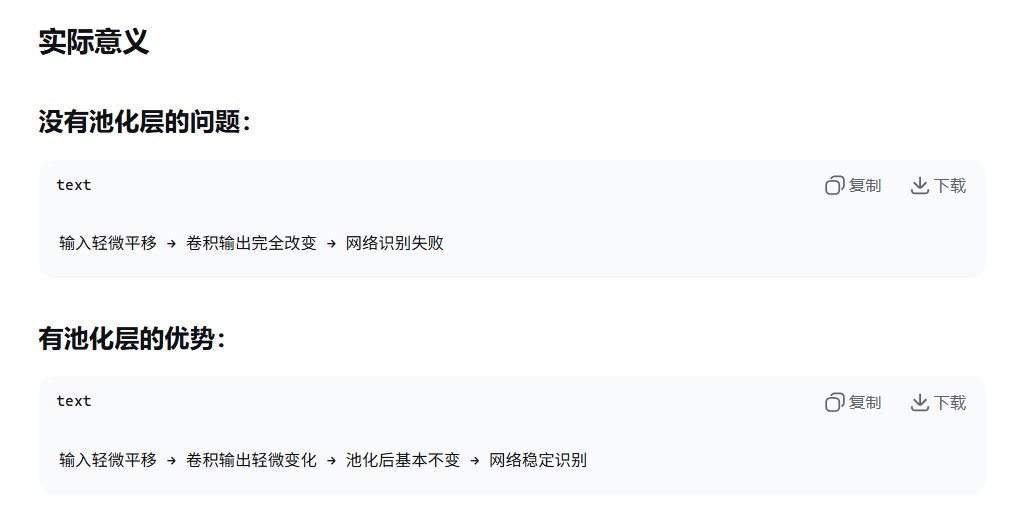 实际意义
没有池化层的问题：
text
复制
下载
输入轻微平移 → 卷积输出完全改变 → 网络识别失败
有池化层的优势：
text
复制
下载
输入轻微平移 → 卷积输出轻微变化 → 池化后基本不变 → 网络稳定识别